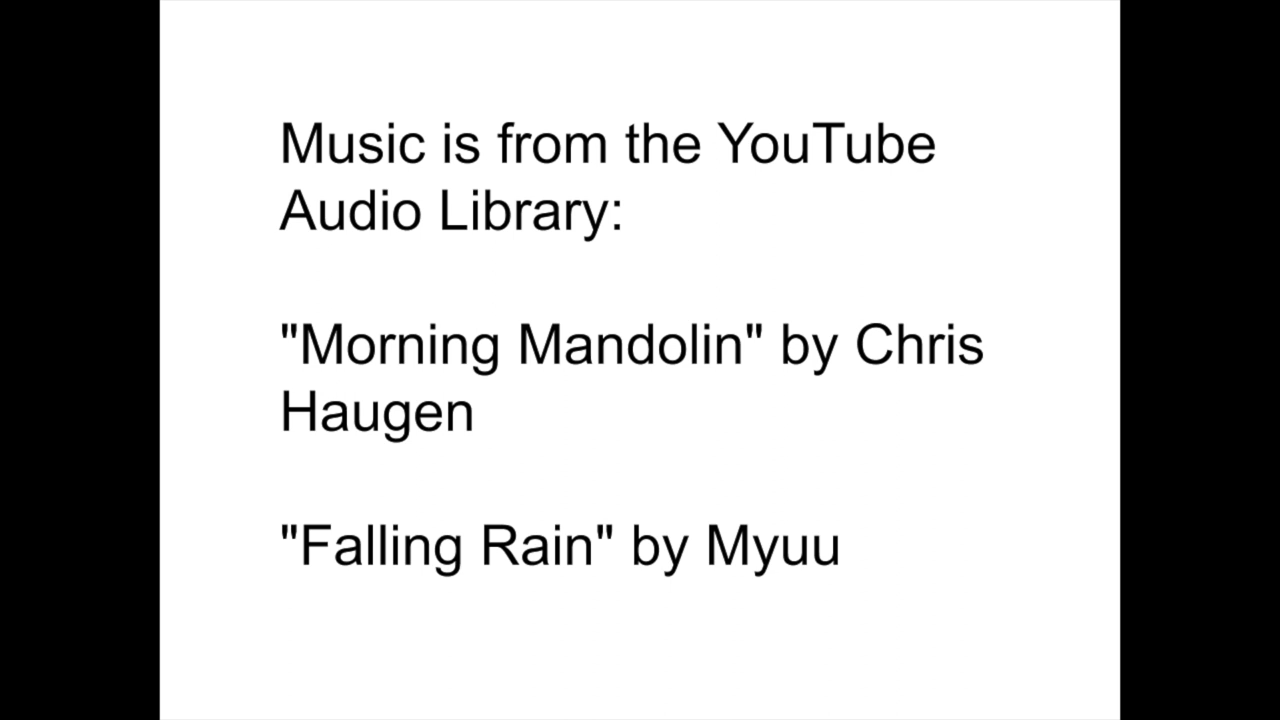 Music is from the YouTube
Audio Library:
"Morning Mandolin" by Chris
Haugen
"Falling Rain" by Myuu